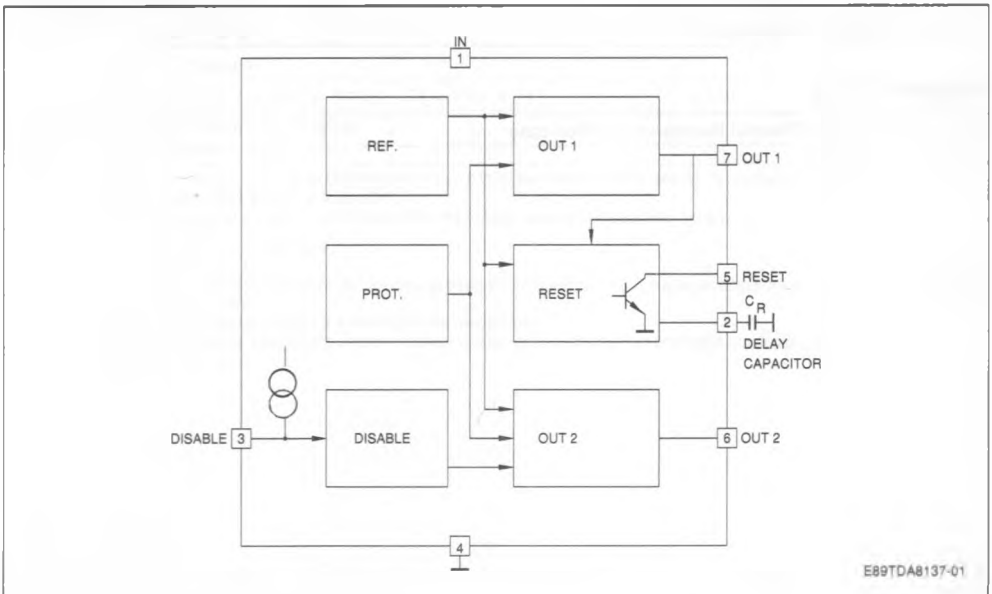 IN
1
REF.
OUT 1
7 OUT 1
PROT.
RESET
5 RESET
C R
2
DELAY
CAPACITOR
DISABLE 3
DISABLE
OUT 2
6 OUT 2
4
E89TDA8137-01